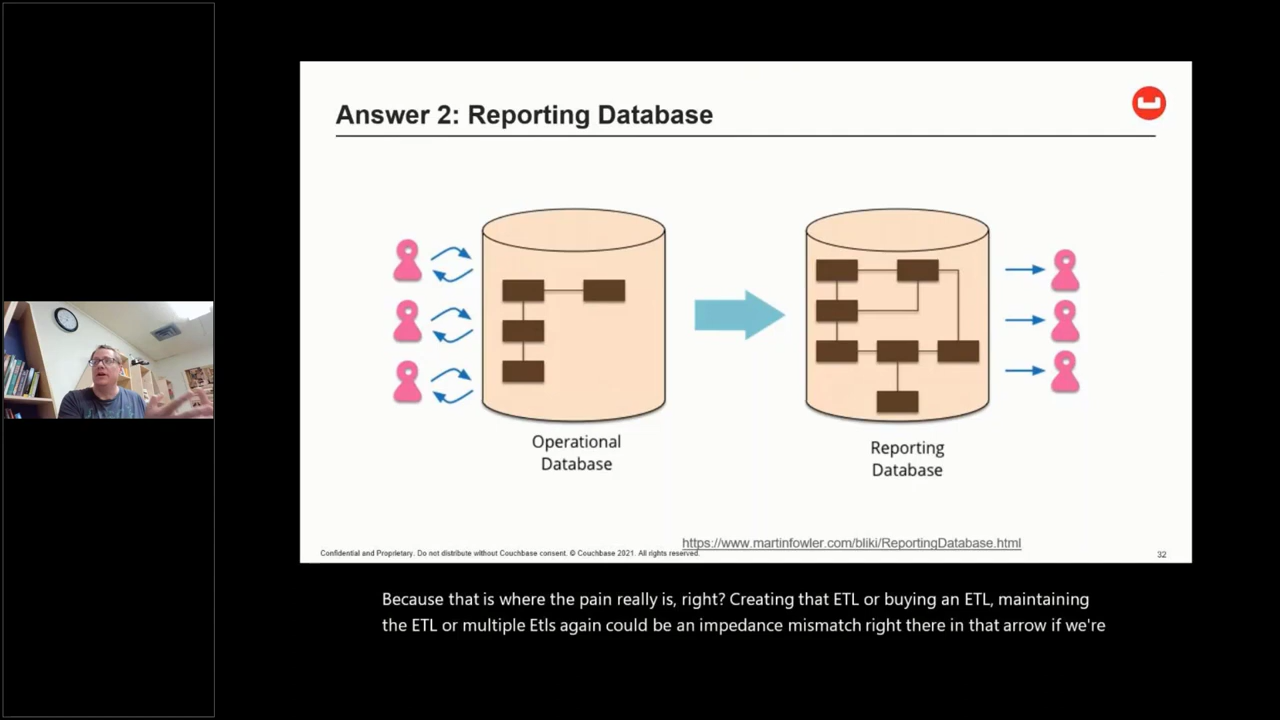 Answer 2: Reporting Database
Operational
Database
Reporting
Database
https://www.martinfowler.com/bliki/ReportingDatabase.html
Confidential and Proprietary. Do not distribute without Couchbase consent. © Couchbase 2021. All rights reserved.
32
Because that is where the pain really is, right? Creating that ETL or buying an ETL, maintaining
the ETL or multiple Etls again could be an impedance mismatch right there in that arrow if we're